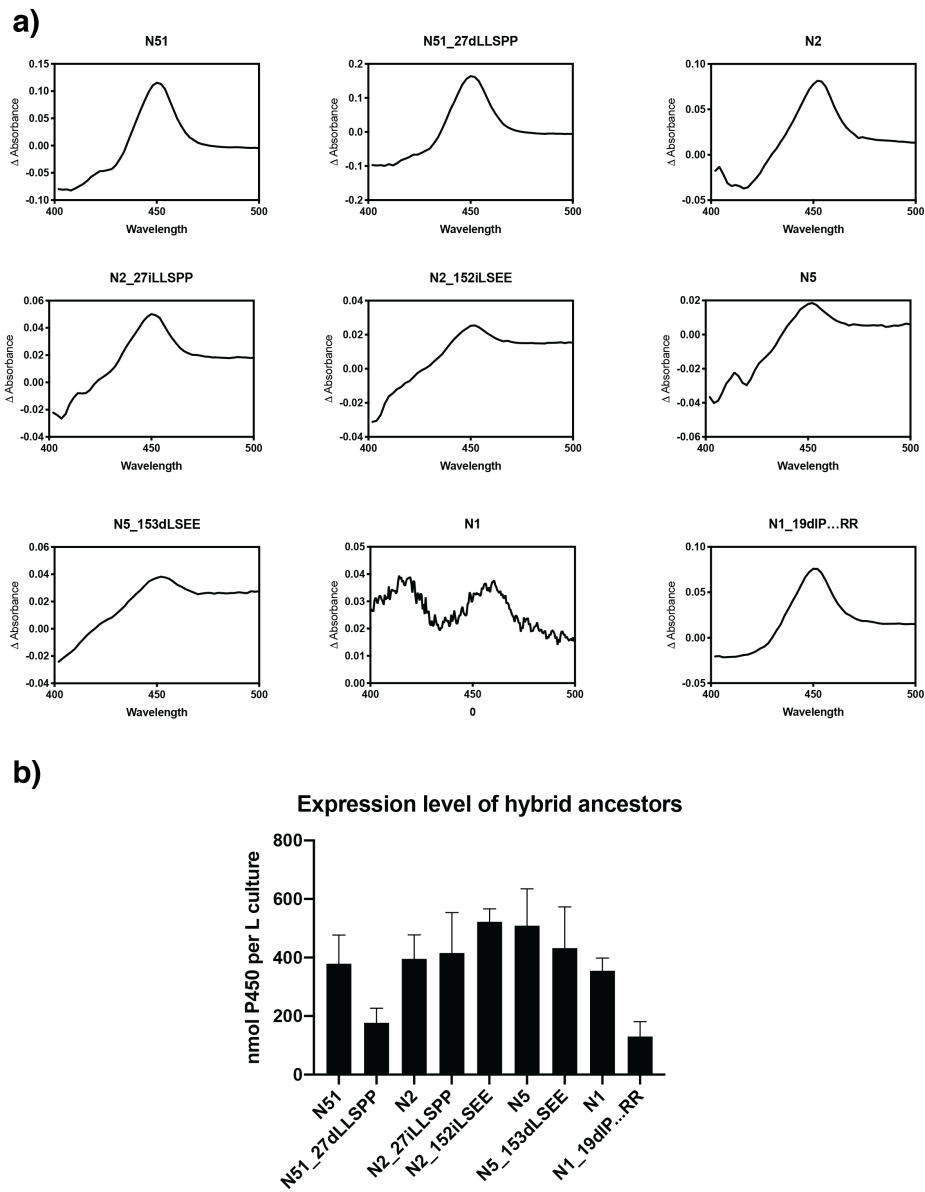 a)
N51
N51_27dLLSPP
N2
0.15
0.10
0.05
0.00
-0.05
-0.10
Δ Absorbance
400
450
500
Wavelength
0.2
0.1
0.0
-0.1
-0.2
Δ Absorbance
400
450
500
Wavelength
0.10
0.05
0.00
-0.05
Δ Absorbance
400
450
500
Wavelength
N2_27iLLSPP
N2_152iLSEE
N5
0.06
0.04
0.02
0.00
-0.02
-0.04
Δ Absorbance
400
450
500
Wavelength
0.04
0.02
0.00
-0.02
-0.04
Δ Absorbance
400
450
500
Wavelength
0.02
0.00
-0.02
-0.04
-0.06
Δ Absorbance
400
450
500
Wavelength
N5_153dLSEE
N1
N1_19dIP...RR
0.06
0.04
0.02
0.00
-0.02
-0.04
Δ Absorbance
400
450
500
Wavelength
0.05
0.04
0.03
0.02
0.01
0.00
Δ Absorbance
400
450
500
0
0.10
0.05
0.00
-0.05
Δ Absorbance
400
450
500
Wavelength
b)
Expression level of hybrid ancestors
800
600
400
200
0
nmol P450 per L culture
N51
N51_27dLLSPP
N2
N2_27iLLSPP
N2_152iLSEE
N5
N5_153dLSEE
N1
N1_19dIP...RR